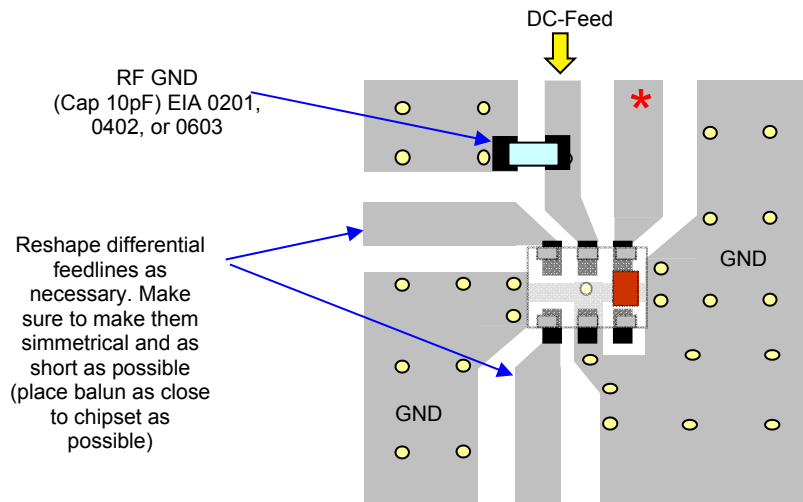 DC-Feed
RF GND
(Cap 10pF) EIA 0201,
0402, or 0603
*
Reshape differential
feedlines as
necessary. Make
sure to make them
simmetrical and as
short as possible
(place balun as close
to chipset as
possible)
GND
GND